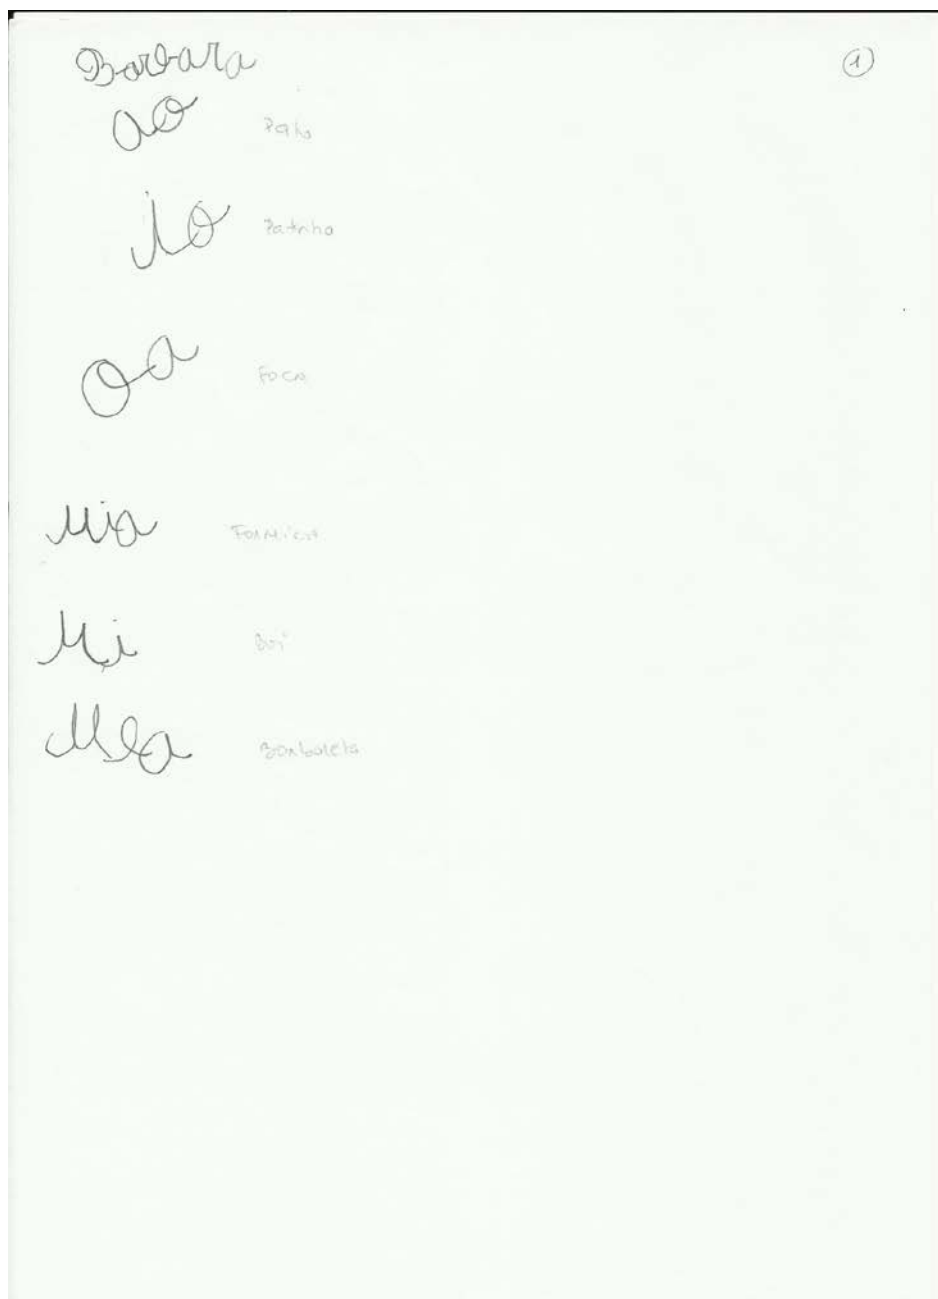 Barbara 1
ao Pato
io Patinho
oa Foca
uia Formiga
ui Boi
uea Borboleta